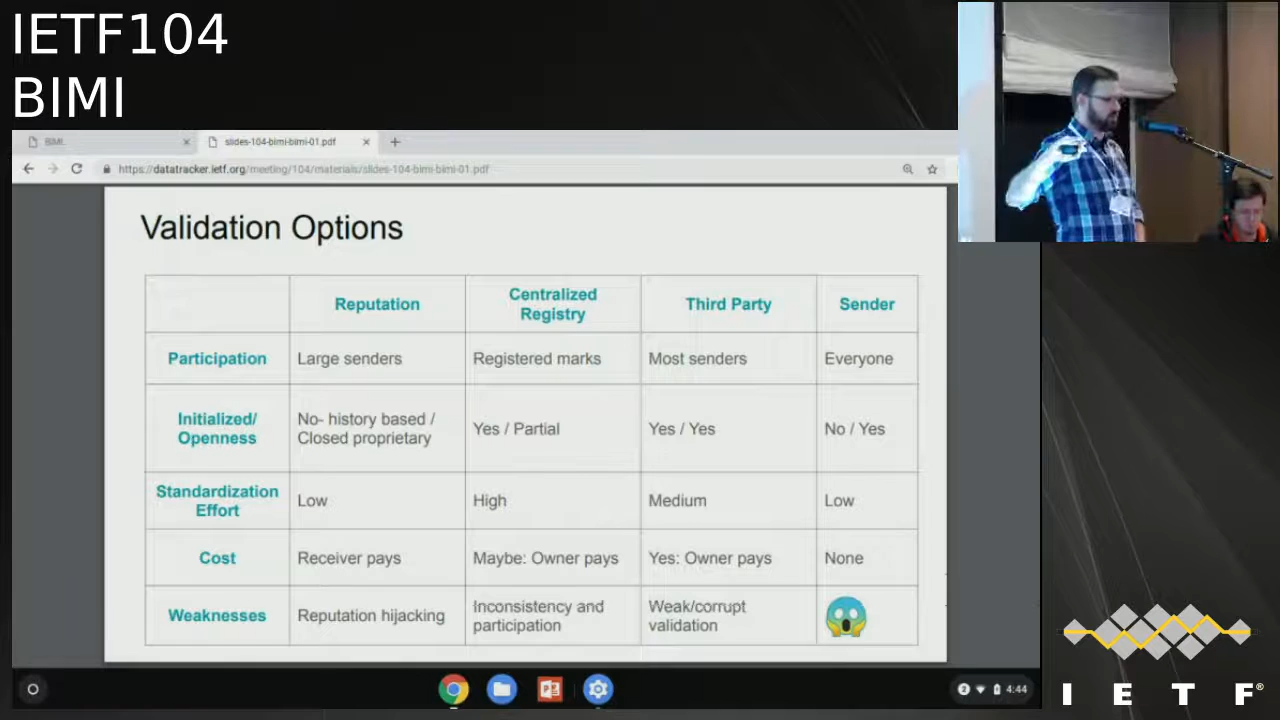 IETF104
BIMI
BIMI
slides-104-bimi-bimi-01.pdf
https://datatracker.ietf.org/meeting/104/materials/slides-104-bimi-bimi-01.pdf
Validation Options
Reputation
Centralized
Registry
Third Party
Sender
Participation
Large senders
Registered marks
Most senders
Everyone
Initialized/
Openness
No- history based /
Closed proprietary
Yes / Partial
Yes / Yes
No / Yes
Standardization
Effort
Low
High
Medium
Low
Cost
Receiver pays
Maybe: Owner pays
Yes: Owner pays
None
Weaknesses
Reputation hijacking
Inconsistency and
participation
Weak/corrupt
validation
2
4:44
I E T F®